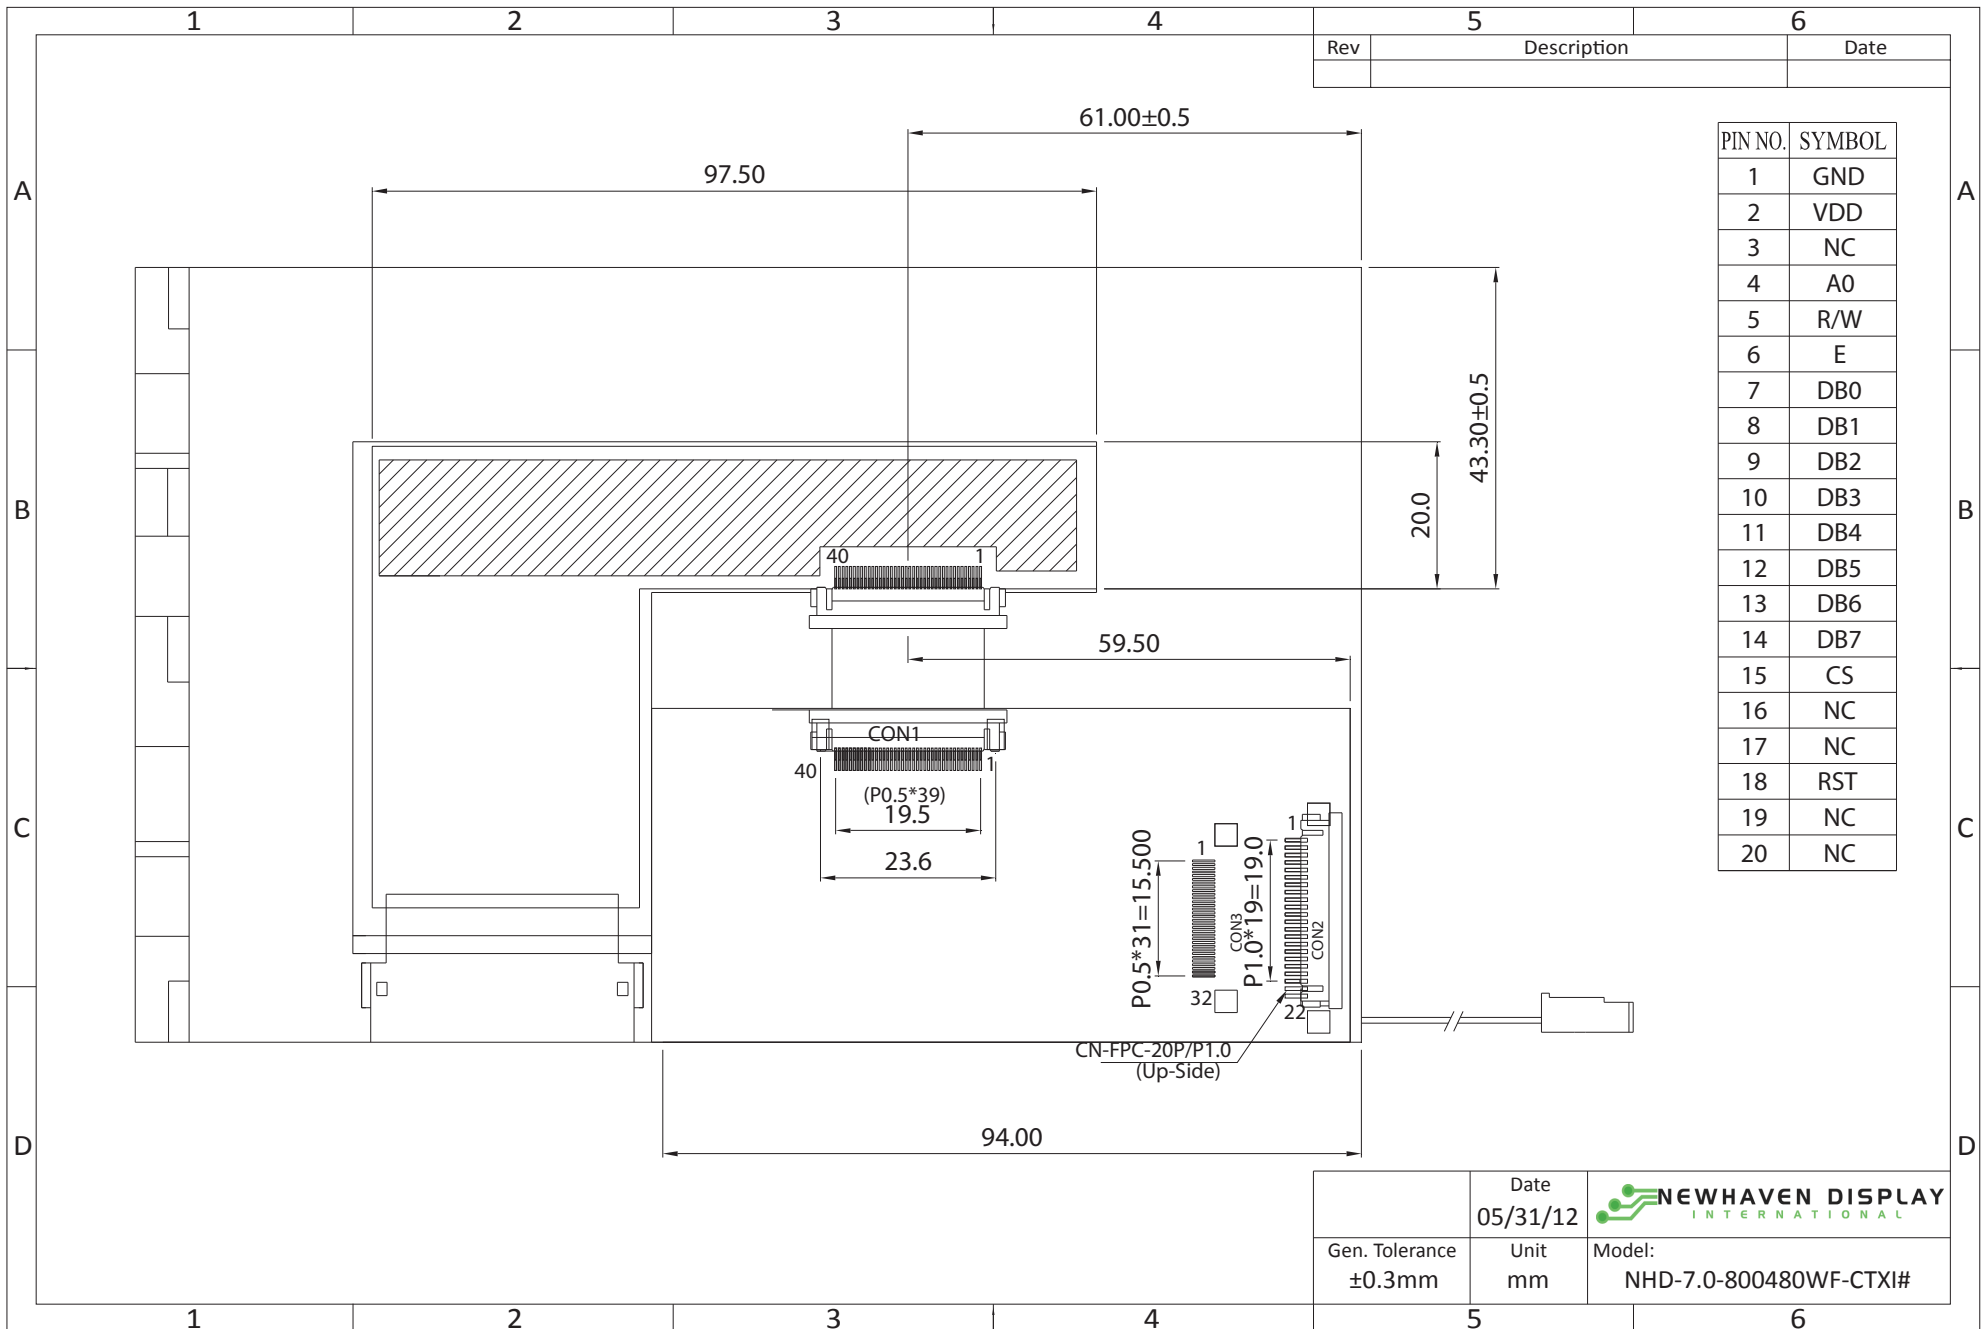 1 2 3 4 5 6
Rev Description Date
61.00±0.5
97.50
PIN NO. SYMBOL
1 GND
2 VDD
3 NC
4 A0
5 R/W
6 E
7 DB0
8 DB1
9 DB2
10 DB3
11 DB4
12 DB5
13 DB6
14 DB7
15 CS
16 NC
17 NC
18 RST
19 NC
20 NC
A A
B B
C C
D D
43.30±0.5
20.0
40 1
59.50
CON1
40 1
(P0.5*39)
19.5
23.6
P0.5*31=15.500
1
32
CON3
P1.0*19=19.0
1
CON2
22
CN-FPC-20P/P1.0
(Up-Side)
94.00
Date
05/31/12
NEWHAVEN DISPLAY
INTERNATIONAL
Gen. Tolerance
±0.3mm
Unit
mm
Model:
NHD-7.0-800480WF-CTXI#
1 2 3 4 5 6